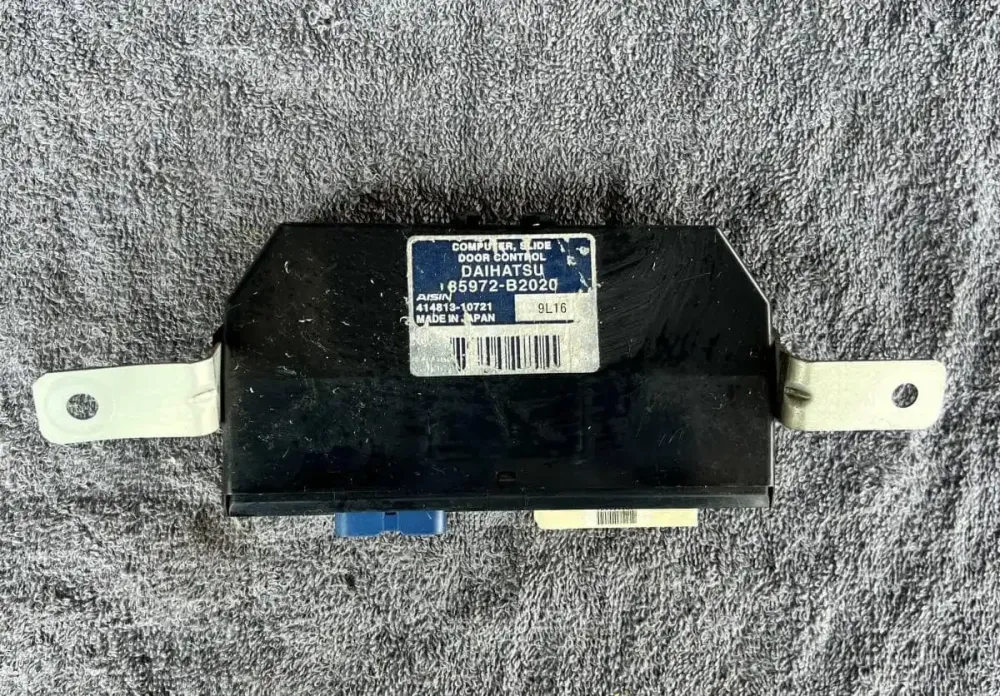 COMPUTER, SLIDE
DOOR CONTROL
DAIHATSU
85972-B2020
AISIN
414813-10721
9L16
MADE IN JAPAN